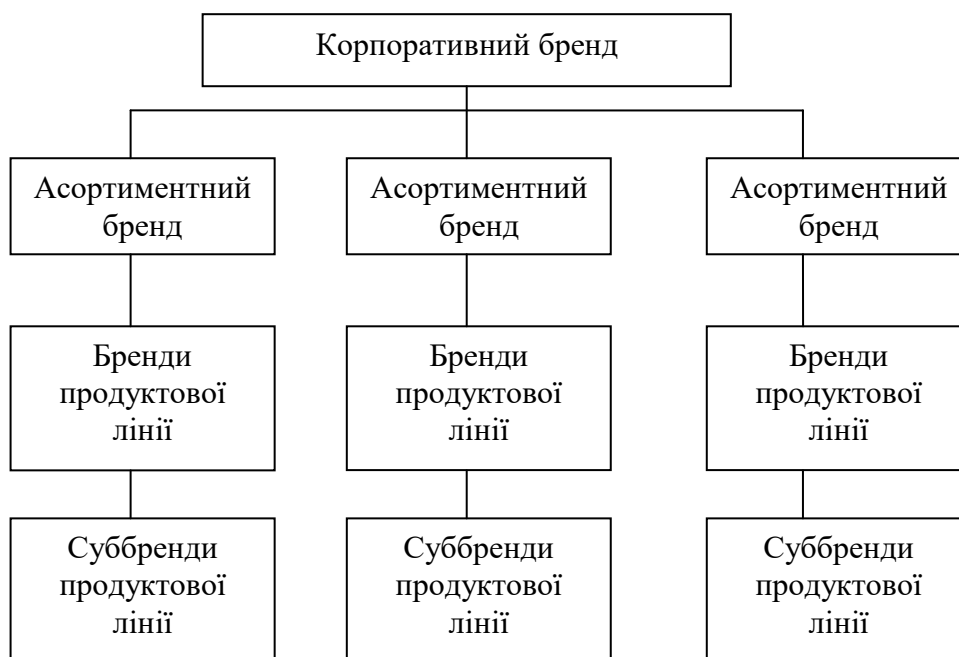 Корпоративний бренд
Асортиментний
бренд
Асортиментний
бренд
Асортиментний
бренд
Бренди
продуктової
лінії
Бренди
продуктової
лінії
Бренди
продуктової
лінії
Суббренди
продуктової
лінії
Суббренди
продуктової
лінії
Суббренди
продуктової
лінії